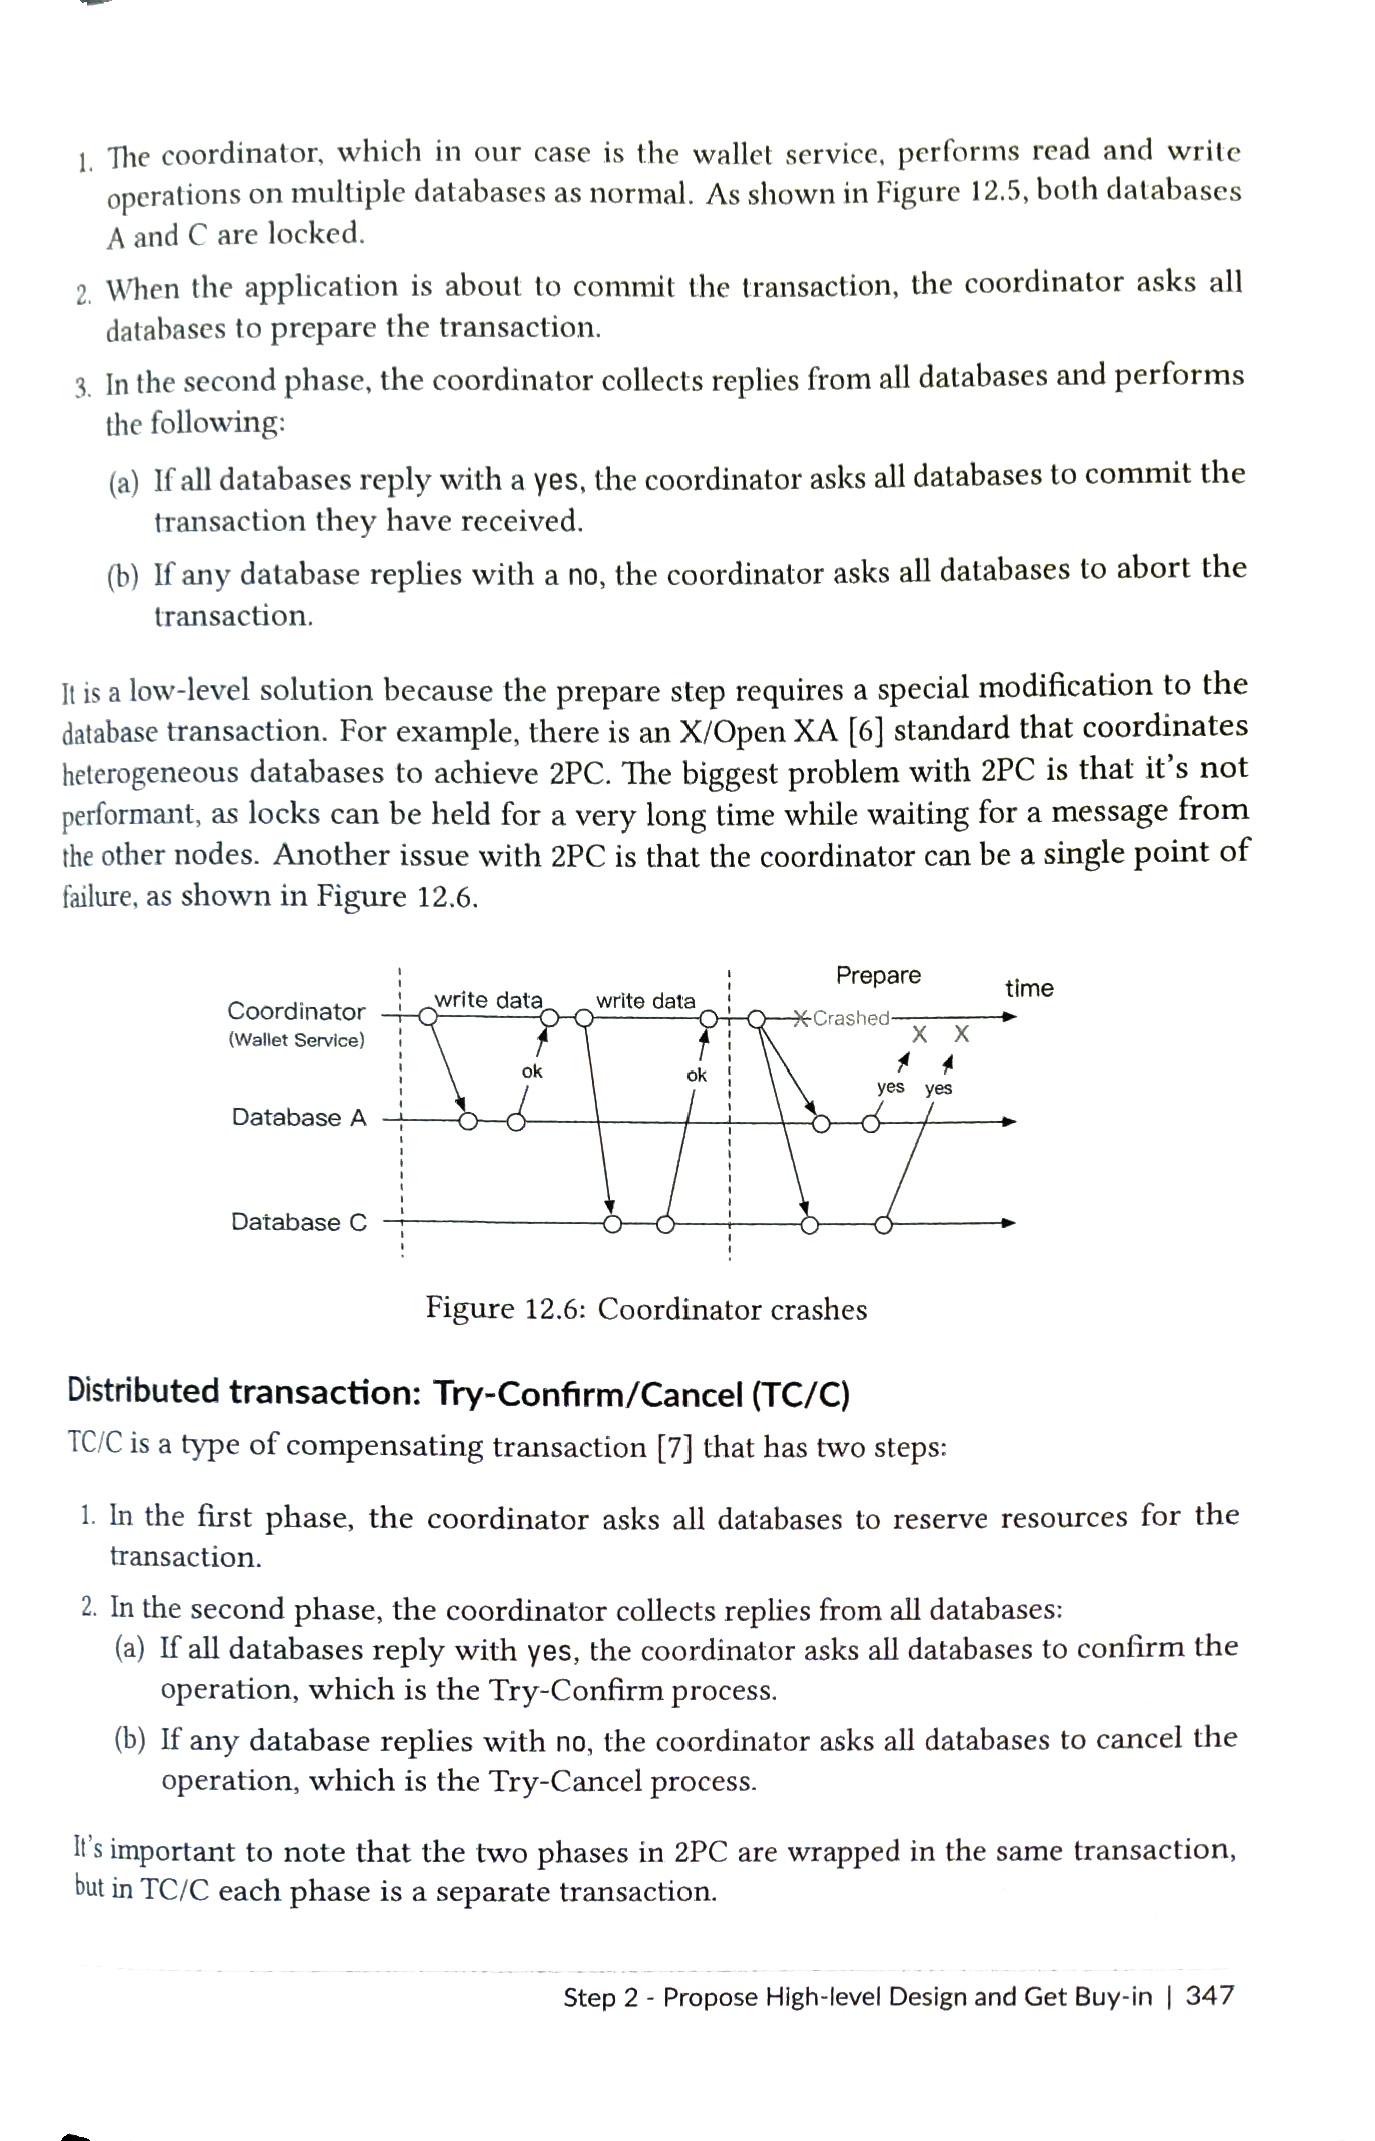 1. The coordinator, which in our case is the wallet service, performs read and write
operations on multiple databases as normal. As shown in Figure 12.5, both databases
A and C are locked.
2. When the application is about to commit the transaction, the coordinator asks all
databases to prepare the transaction.
3. In the second phase, the coordinator collects replies from all databases and performs
the following:
(a) If all databases reply with a yes, the coordinator asks all databases to commit the
transaction they have received.
(b) If any database replies with a no, the coordinator asks all databases to abort the
transaction.
It is a low-level solution because the prepare step requires a special modification to the
database transaction. For example, there is an X/Open XA [6] standard that coordinates
heterogeneous databases to achieve 2PC. The biggest problem with 2PC is that it's not
performant, as locks can be held for a very long time while waiting for a message from
the other nodes. Another issue with 2PC is that the coordinator can be a single point of
failure, as shown in Figure 12.6.
Prepare
time
Coordinator
(Wallet Service)
write data
write data
X Crashed
X X
ok
ok
yes yes
Database A
Database C
Figure 12.6: Coordinator crashes
Distributed transaction: Try-Confirm/Cancel (TC/C)
TC/C is a type of compensating transaction [7] that has two steps:
1. In the first phase, the coordinator asks all databases to reserve resources for the
transaction.
2. In the second phase, the coordinator collects replies from all databases:
(a) If all databases reply with yes, the coordinator asks all databases to confirm the
operation, which is the Try-Confirm process.
(b) If any database replies with no, the coordinator asks all databases to cancel the
operation, which is the Try-Cancel process.
It's important to note that the two phases in 2PC are wrapped in the same transaction,
but in TC/C each phase is a separate transaction.
Step 2 - Propose High-level Design and Get Buy-in | 347